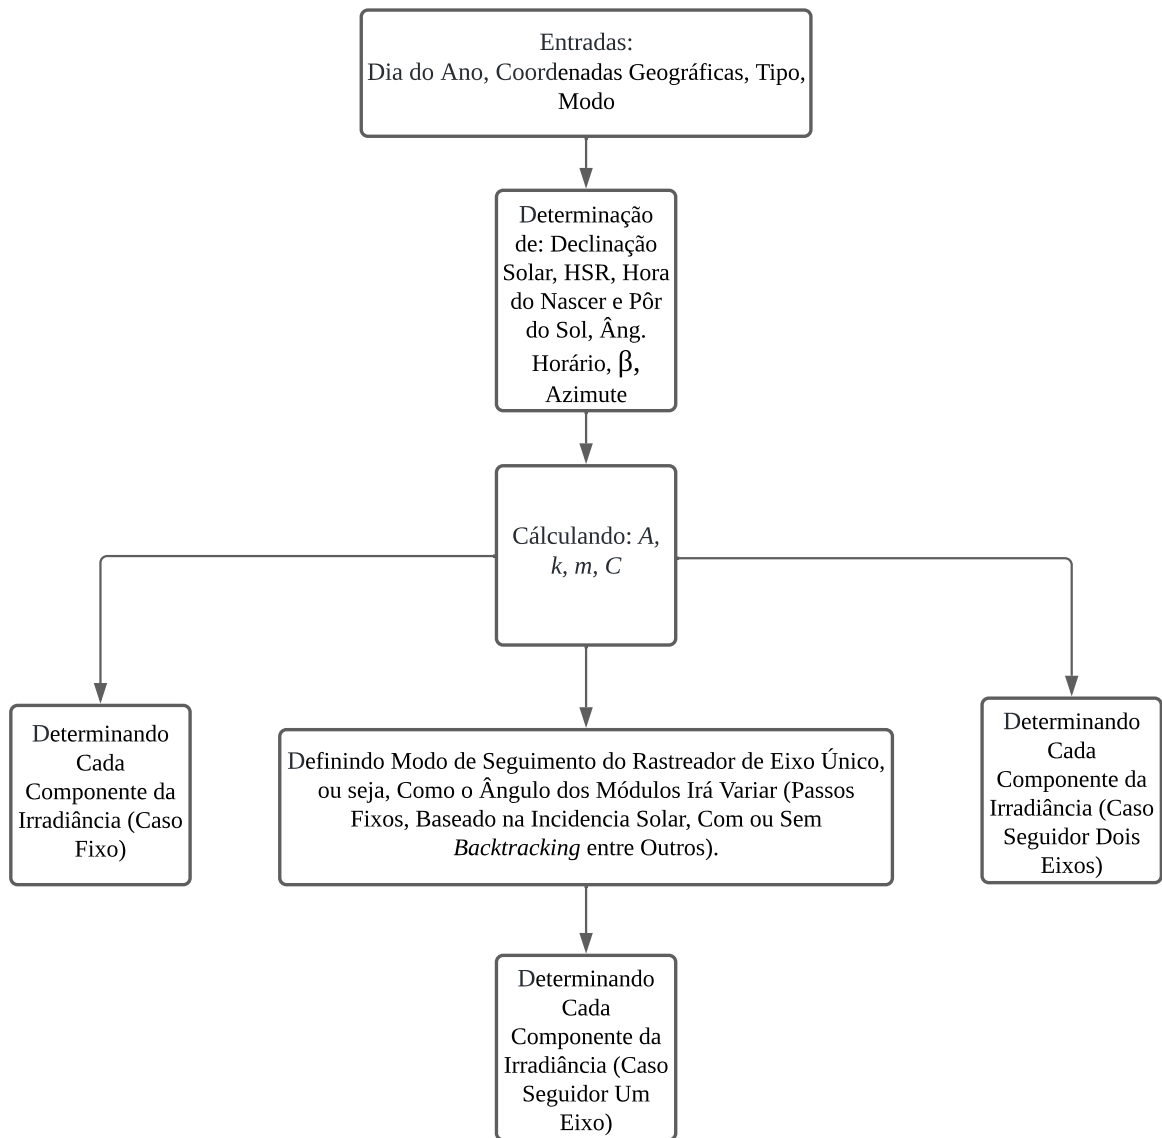 Entradas:
Dia do Ano, Coordenadas Geográficas, Tipo,
Modo
Determinação
de: Declinação
Solar, HSR, Hora
do Nascer e Pôr
do Sol, Âng.
Horário, β,
Azimute
Cálculando: A,
k, m, C
Determinando
Cada
Componente da
Irradiância (Caso
Fixo)
Definindo Modo de Seguimento do Rastreador de Eixo Único,
ou seja, Como o Ângulo dos Módulos Irá Variar (Passos
Fixos, Baseado na Incidencia Solar, Com ou Sem
Backtracking entre Outros).
Determinando
Cada
Componente da
Irradiância (Caso
Seguidor Dois
Eixos)
Determinando
Cada
Componente da
Irradiância (Caso
Seguidor Um
Eixo)